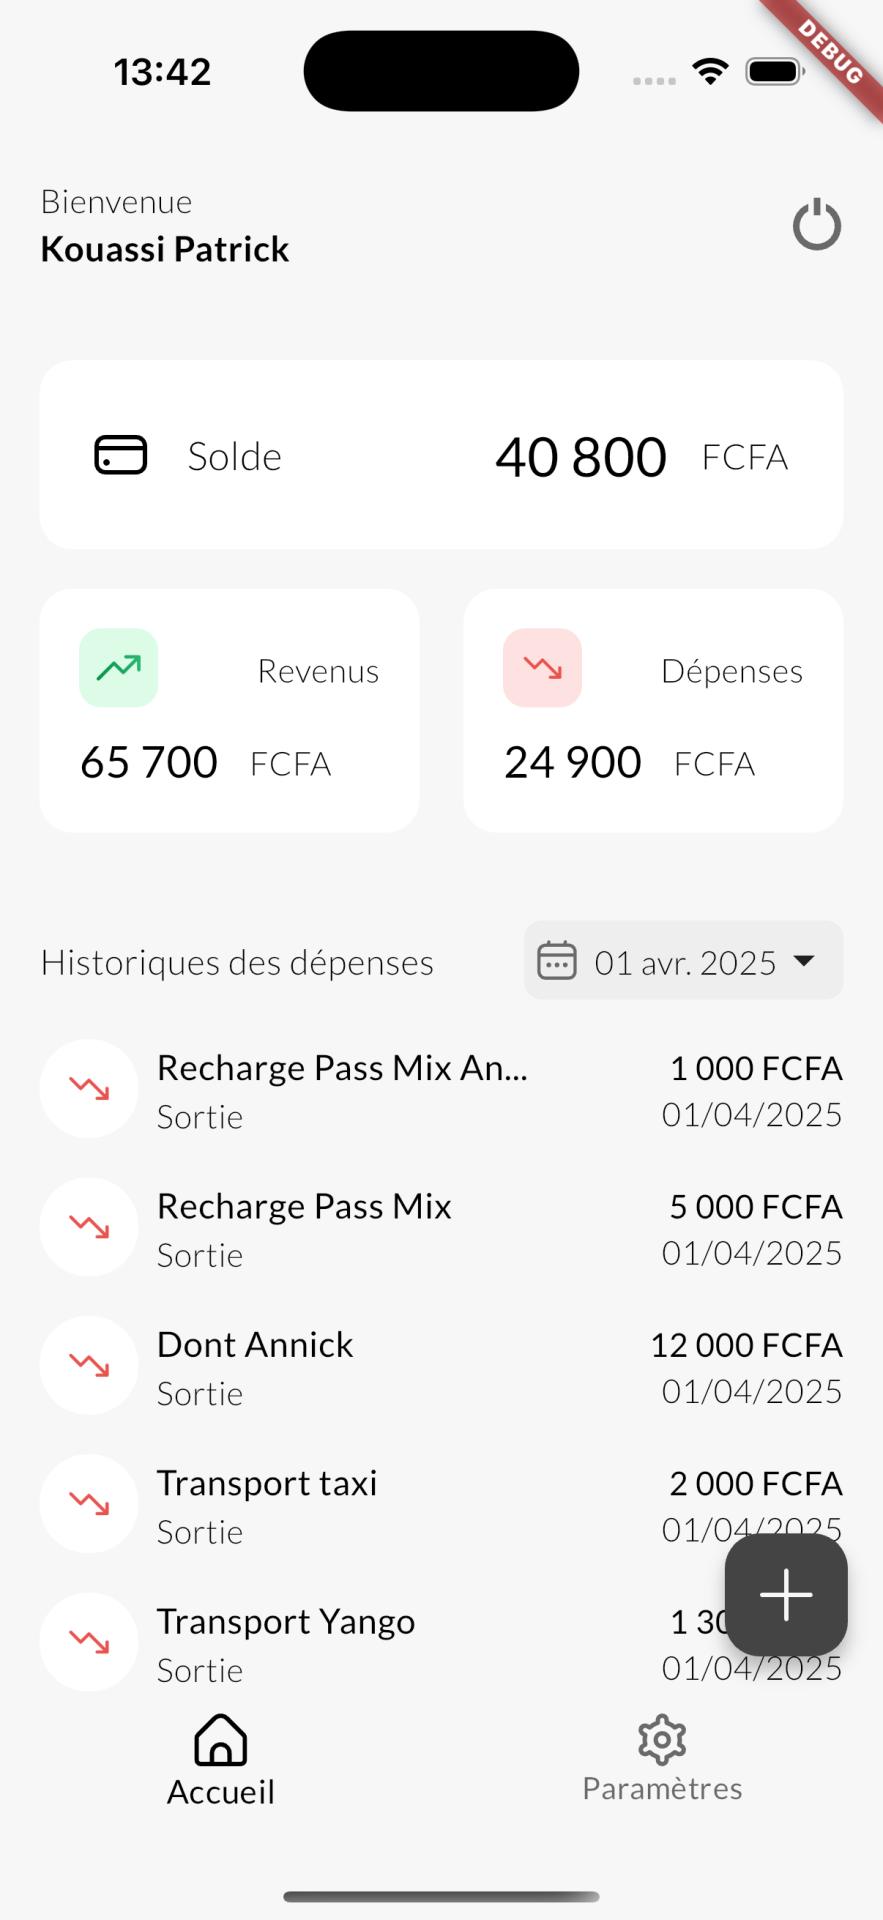 13:42
DEBUG
Bienvenue
Kouassi Patrick
Solde 40 800 FCFA
Revenus
65 700 FCFA
Dépenses
24 900 FCFA
Historiques des dépenses 01 avr. 2025
Recharge Pass Mix An... 1 000 FCFA
Sortie 01/04/2025
Recharge Pass Mix 5 000 FCFA
Sortie 01/04/2025
Dont Annick 12 000 FCFA
Sortie 01/04/2025
Transport taxi 2 000 FCFA
Sortie 01/04/2025
Transport Yango 1 30
Sortie 01/04/2025
Accueil Paramètres